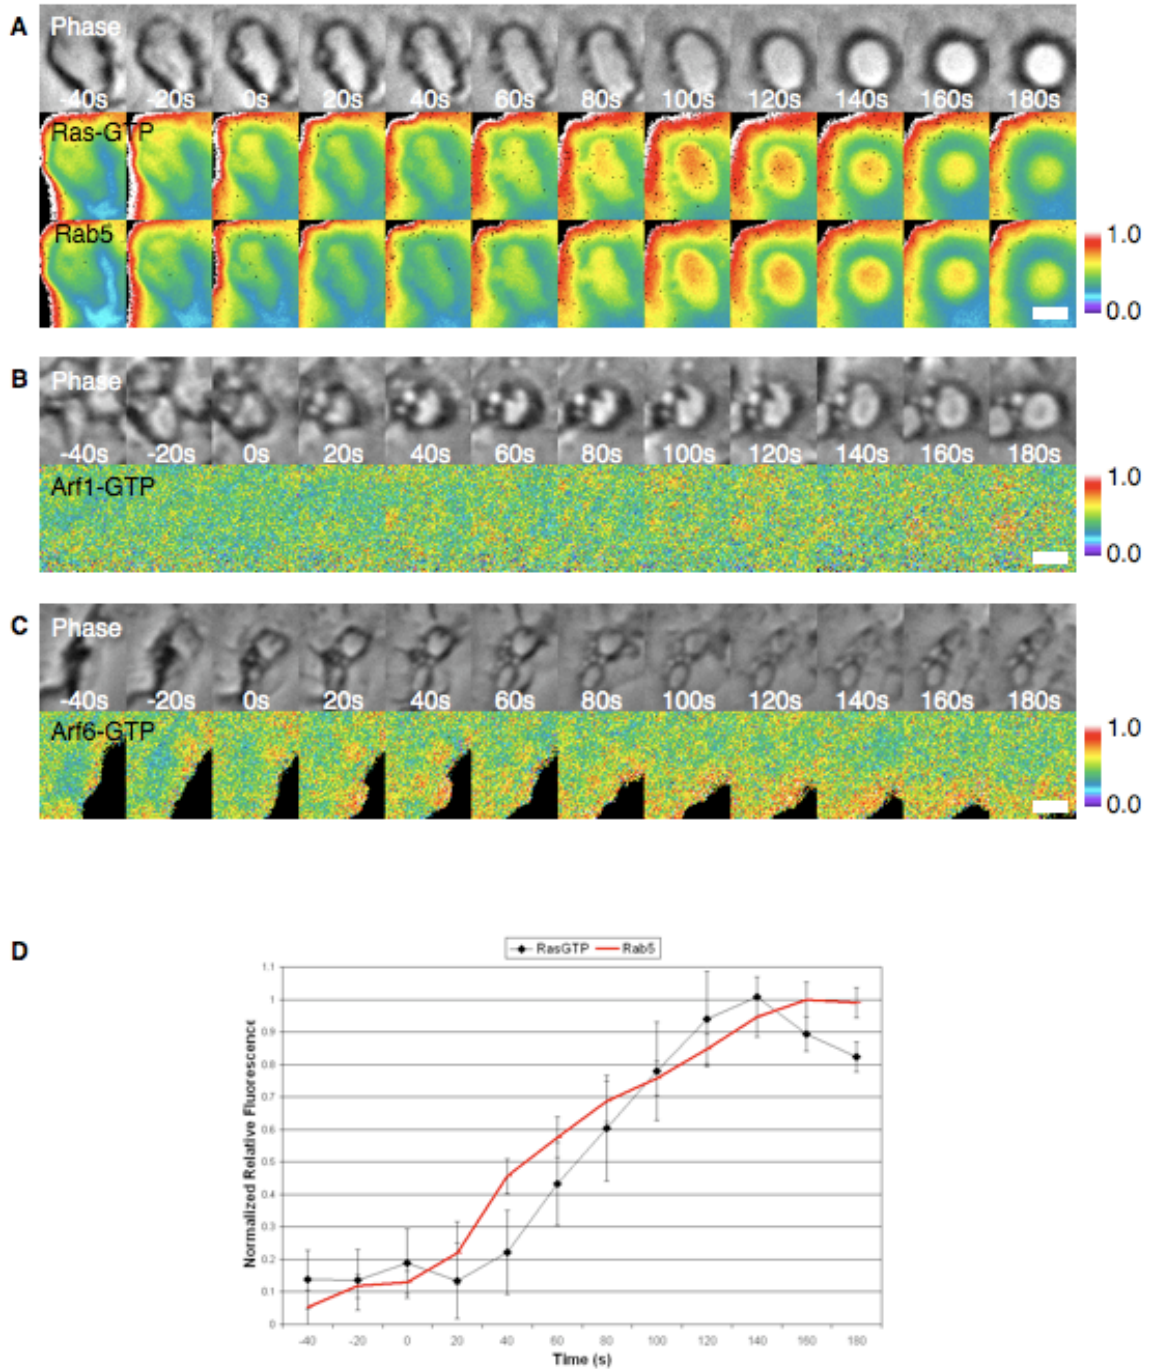 A
Phase
-40s -20s 0s 20s 40s 60s 80s 100s 120s 140s 160s 180s
Ras-GTP
Rab5
1.0
0.0
B
Phase
-40s -20s 0s 20s 40s 60s 80s 100s 120s 140s 160s 180s
Arf1-GTP
1.0
0.0
C
Phase
-40s -20s 0s 20s 40s 60s 80s 100s 120s 140s 160s 180s
Arf6-GTP
1.0
0.0
D
RasGTP Rab5
Normalized Relative Fluorescence
1.1
1
0.9
0.8
0.7
0.6
0.5
0.4
0.3
0.2
0.1
0
-40 -20 0 20 40 60 80 100 120 140 160 180
Time (s)